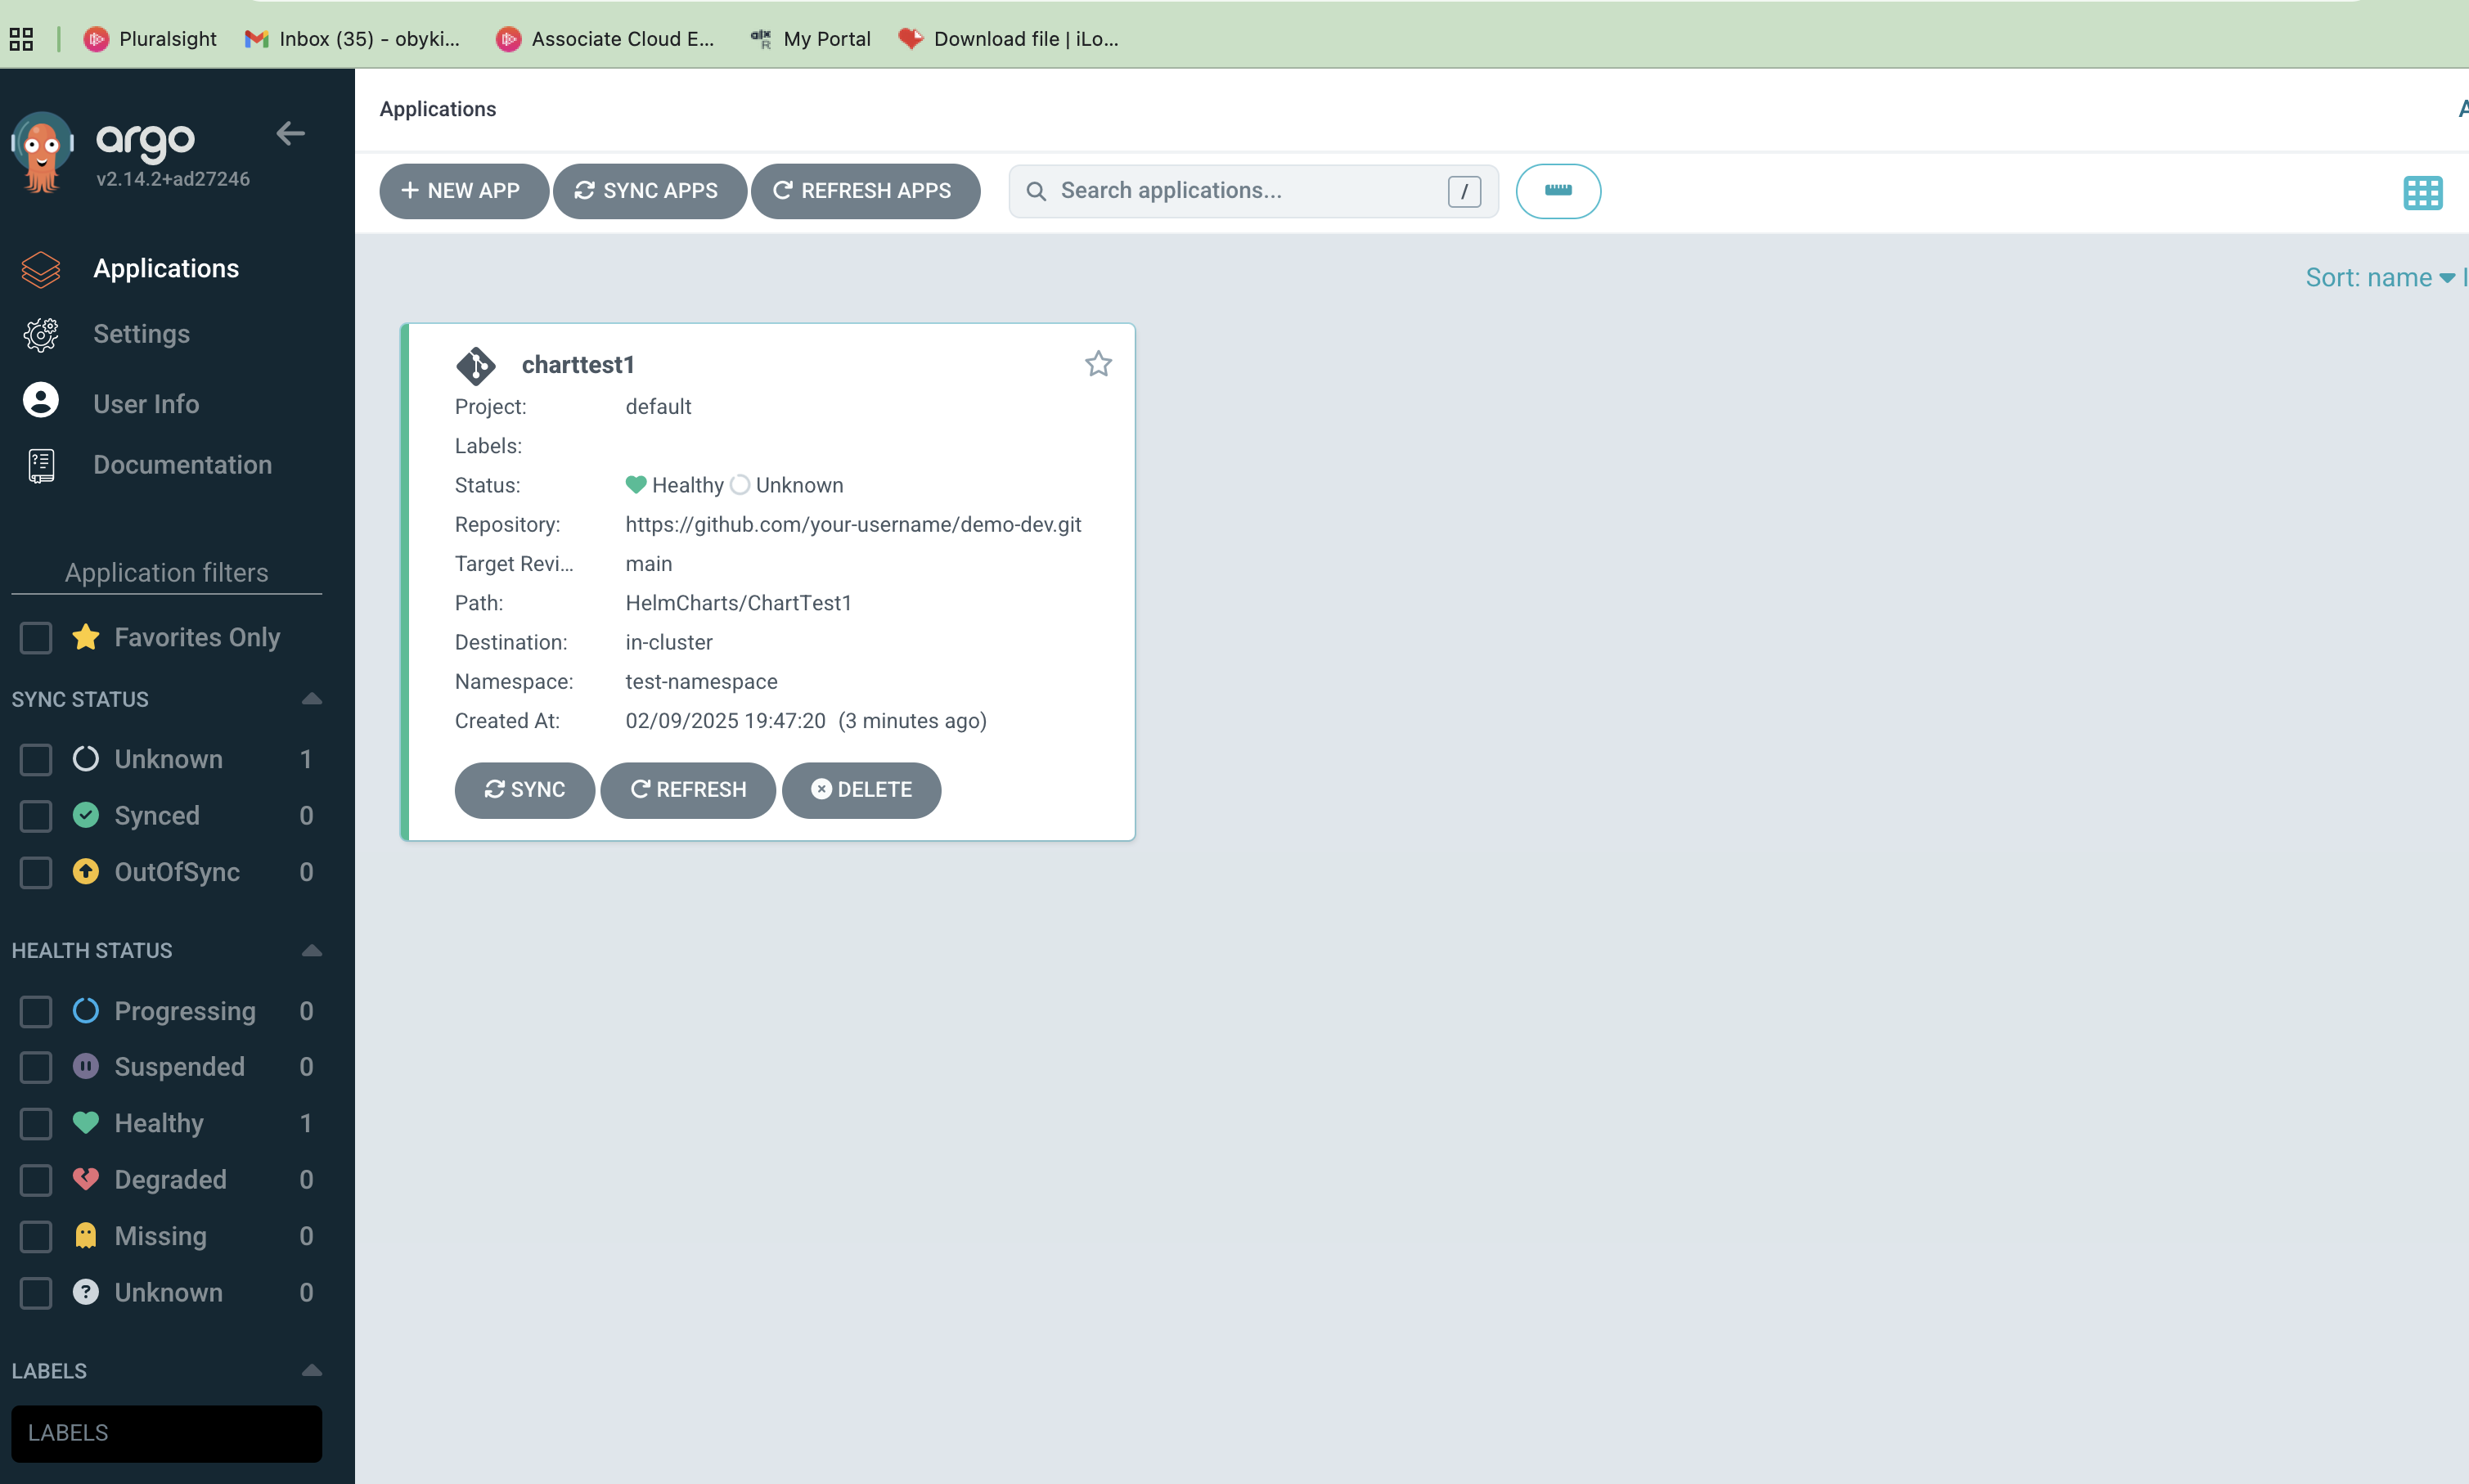 Pluralsight Inbox (35) - obyki... Associate Cloud E... My Portal Download file | iLo...
argo
v2.14.2+ad27246
Applications
Settings
User Info
Documentation
Application filters
Favorites Only
SYNC STATUS
Unknown 1
Synced 0
OutOfSync 0
HEALTH STATUS
Progressing 0
Suspended 0
Healthy 1
Degraded 0
Missing 0
Unknown 0
LABELS
LABELS
Applications
NEW APP SYNC APPS REFRESH APPS Search applications... /
Sort: name
charttest1
Project: default
Labels:
Status: Healthy Unknown
Repository: https://github.com/your-username/demo-dev.git
Target Revi... main
Path: HelmCharts/ChartTest1
Destination: in-cluster
Namespace: test-namespace
Created At: 02/09/2025 19:47:20 (3 minutes ago)
SYNC REFRESH DELETE